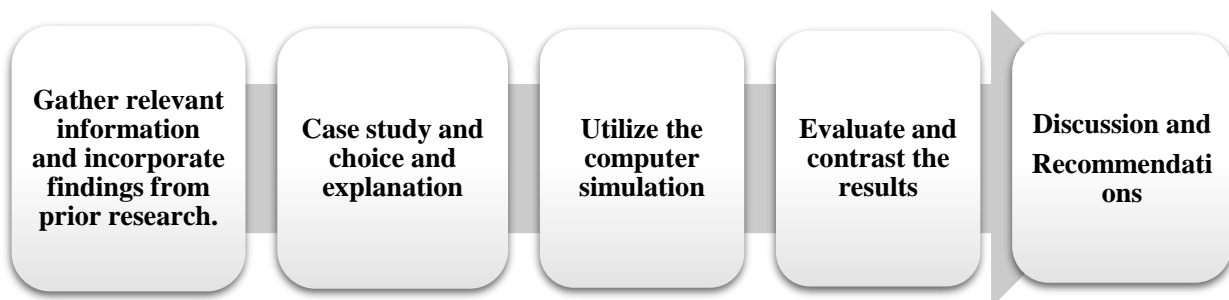 Gather relevant
information
and incorporate
findings from
prior research.
Case study and
choice and
explanation
Utilize the
computer
simulation
Evaluate and
contrast the
results
Discussion and
Recommendati
ons